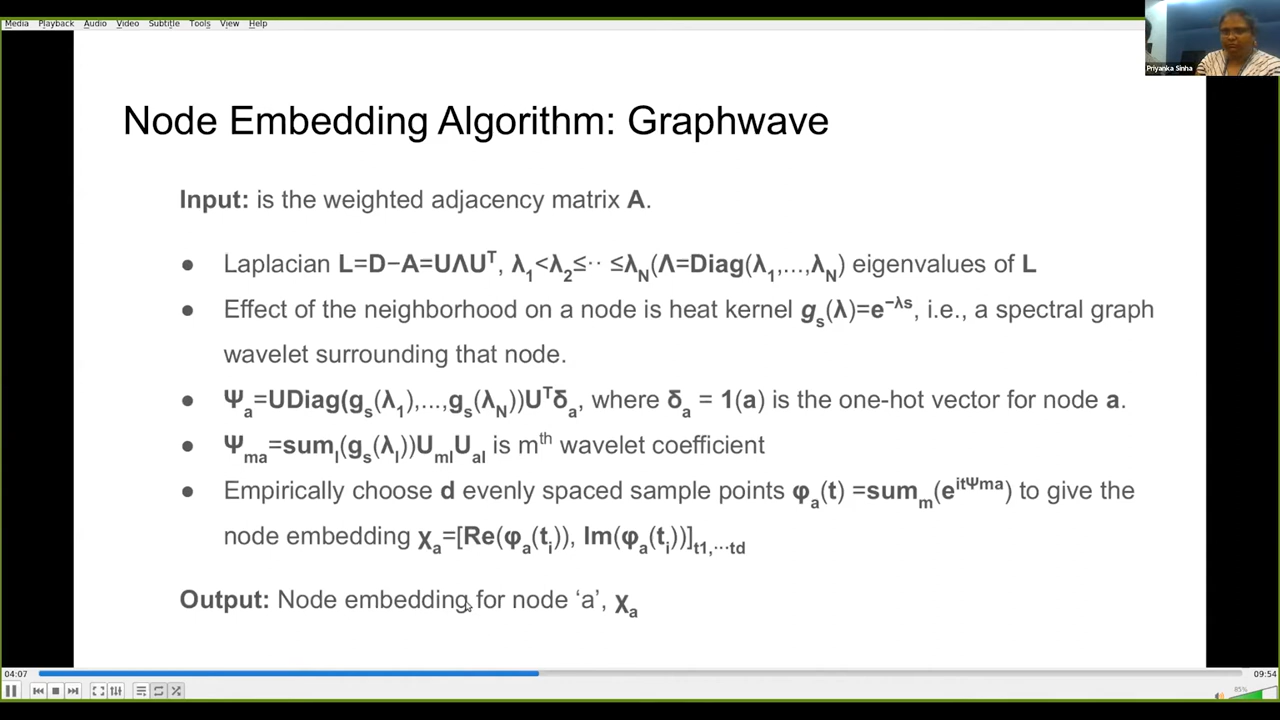 Media Playback Audio Video Subtitle Tools View Help
Priyanka Sinha
Node Embedding Algorithm: Graphwave
Input: is the weighted adjacency matrix A.
● Laplacian L=D−A=UΛUᵀ, λ₁<λ₂≤·· ≤λN(Λ=Diag(λ₁,...,λN) eigenvalues of L
● Effect of the neighborhood on a node is heat kernel gs(λ)=e−λs, i.e., a spectral graph
wavelet surrounding that node.
● Ψa=UDiag(gs(λ₁),...,gs(λN))Uᵀδa, where δa = 1(a) is the one-hot vector for node a.
● Ψma=suml(gs(λl))UmlUal is mth wavelet coefficient
● Empirically choose d evenly spaced sample points φa(t) =summ(eitΨma) to give the
node embedding χa=[Re(φa(ti)), Im(φa(ti))]t1,...td
Output: Node embedding for node ‘a’, χa
04:07 09:54
85%